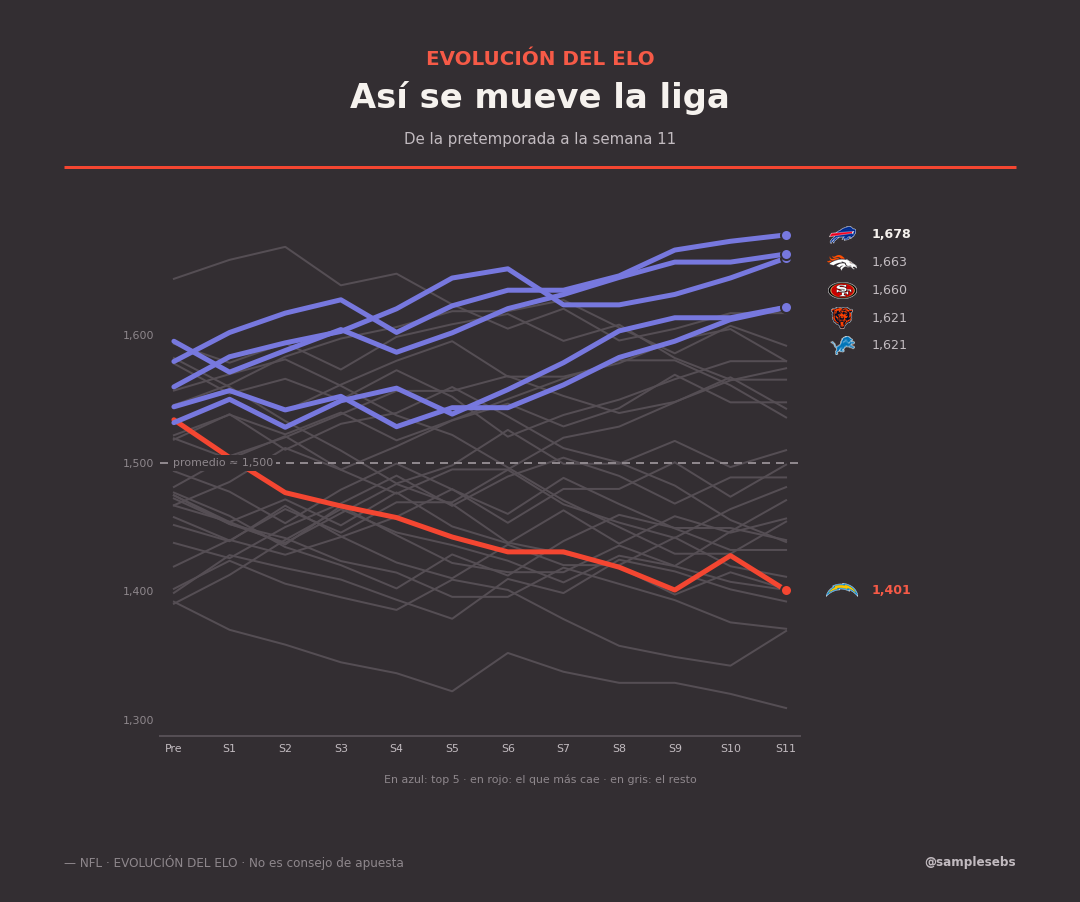 EVOLUCIÓN DEL ELO
Así se mueve la liga
De la pretemporada a la semana 11
1,678
1,663
1,660
1,621
1,621
1,600
1,500
promedio ≈ 1,500
1,400
1,401
1,300
Pre S1 S2 S3 S4 S5 S6 S7 S8 S9 S10 S11
En azul: top 5 · en rojo: el que más cae · en gris: el resto
— NFL · EVOLUCIÓN DEL ELO · No es consejo de apuesta
@samplesebs